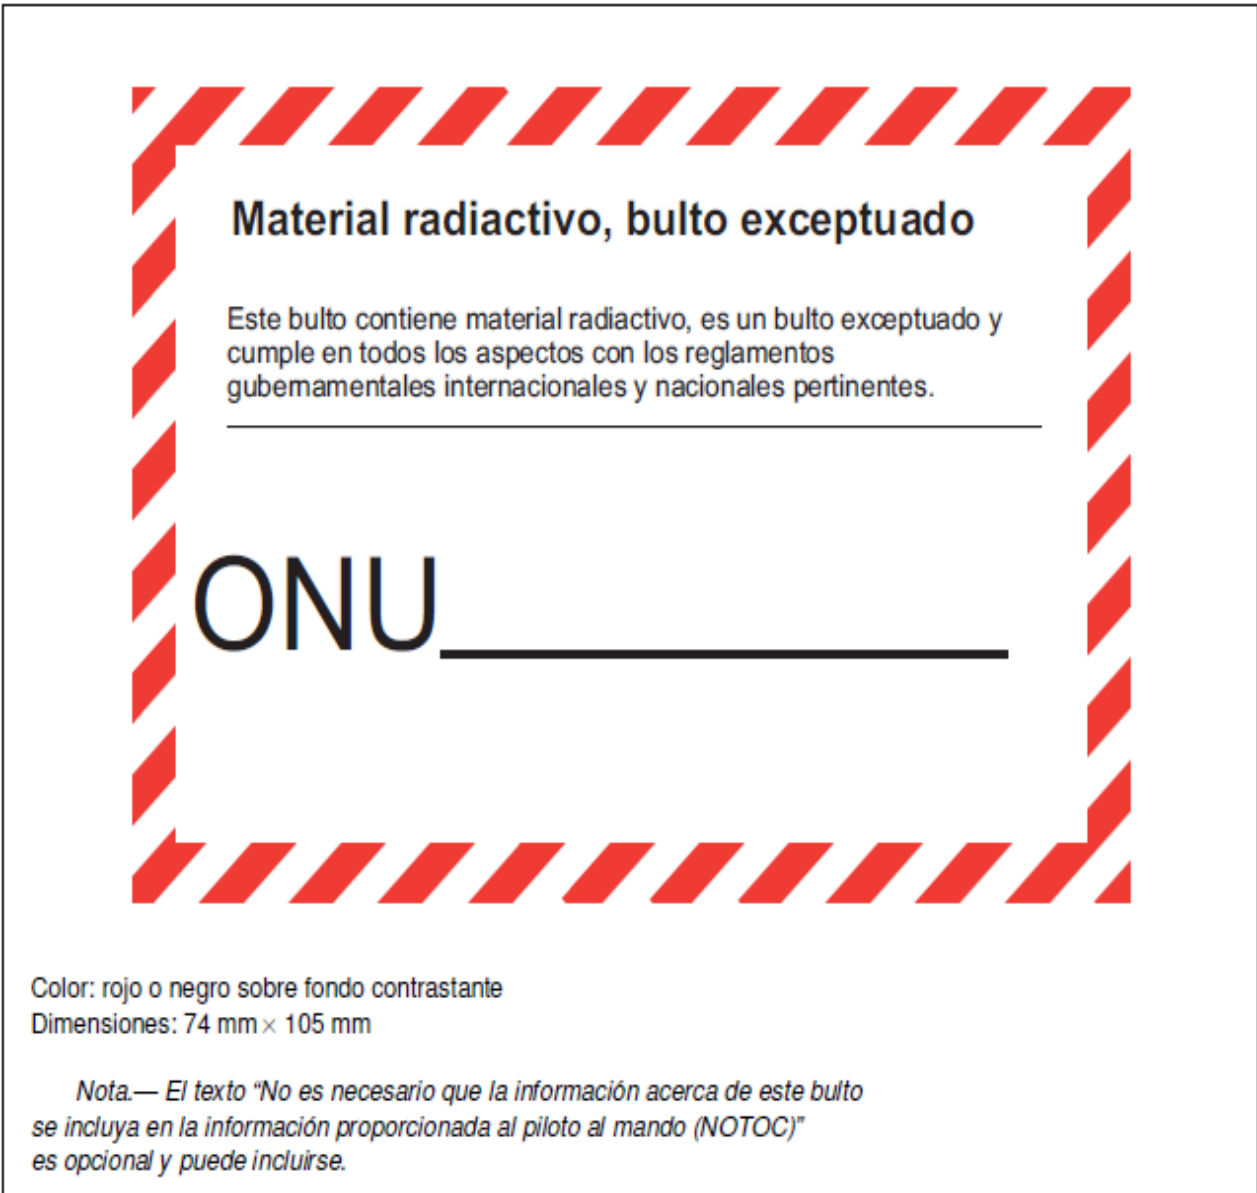 Material radiactivo, bulto exceptuado
Este bulto contiene material radiactivo, es un bulto exceptuado y
cumple en todos los aspectos con los reglamentos
gubernamentales internacionales y nacionales pertinentes.
ONU
Color: rojo o negro sobre fondo contrastante
Dimensiones: 74 mm × 105 mm
Nota.— El texto “No es necesario que la información acerca de este bulto
se incluya en la información proporcionada al piloto al mando (NOTOC)”
es opcional y puede incluirse.